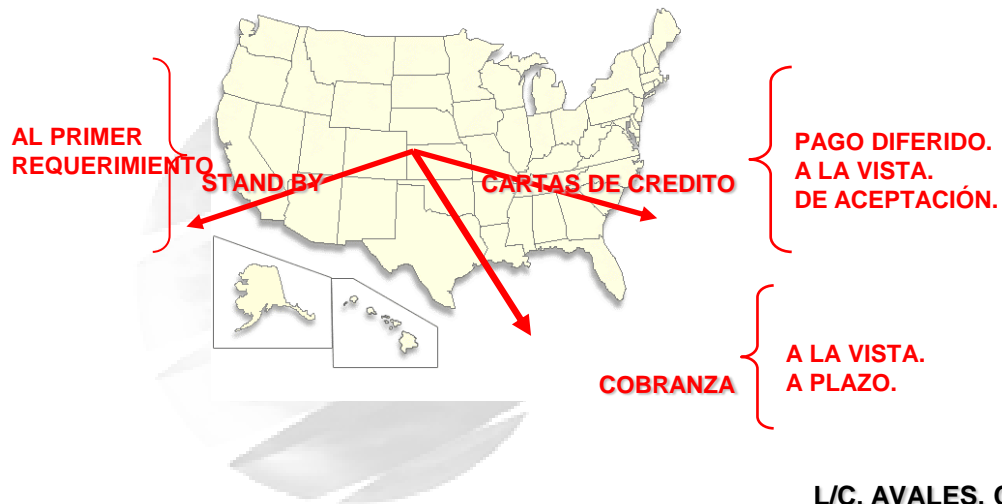 AL PRIMER
REQUERIMIENTO
STAND BY
CARTAS DE CREDITO
PAGO DIFERIDO.
A LA VISTA.
DE ACEPTACIÓN.
COBRANZA
A LA VISTA.
A PLAZO.
L/C. AVALES.